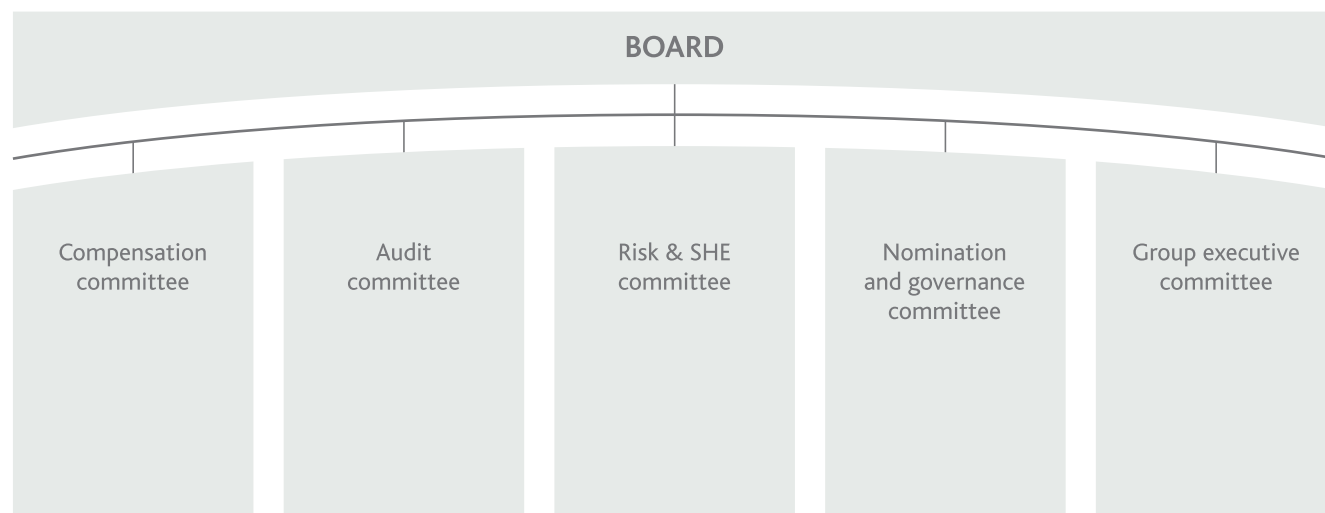 BOARD
Compensation
committee
Audit
committee
Risk & SHE
committee
Nomination
and governance
committee
Group executive
committee